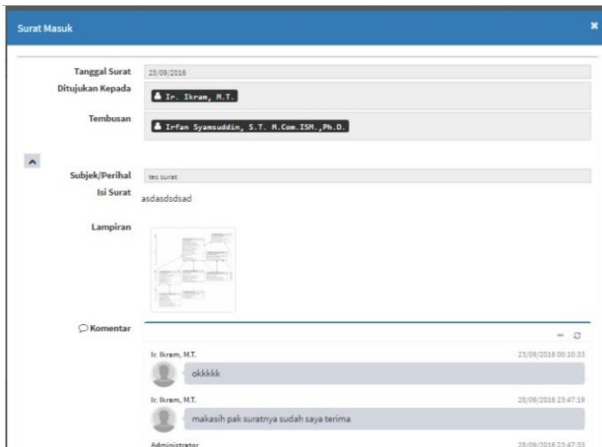 Surat Masuk ×
Tanggal Surat 23/09/2016
Ditujukan Kepada Ir. Ikram, M.T.
Tembusan Irfan Syamsuddin, S.T. M.Com.ISM.,Ph.D.
Subjek/Perihal tes surat
Isi Surat asdasdsdsad
Lampiran
Komentar
Ir. Ikram, M.T. 23/09/2016 00:10:33
okkkkk
Ir. Ikram, M.T. 28/09/2016 23:47:19
makasih pak suratnya sudah saya terima
Administrator 28/09/2016 23:47:33